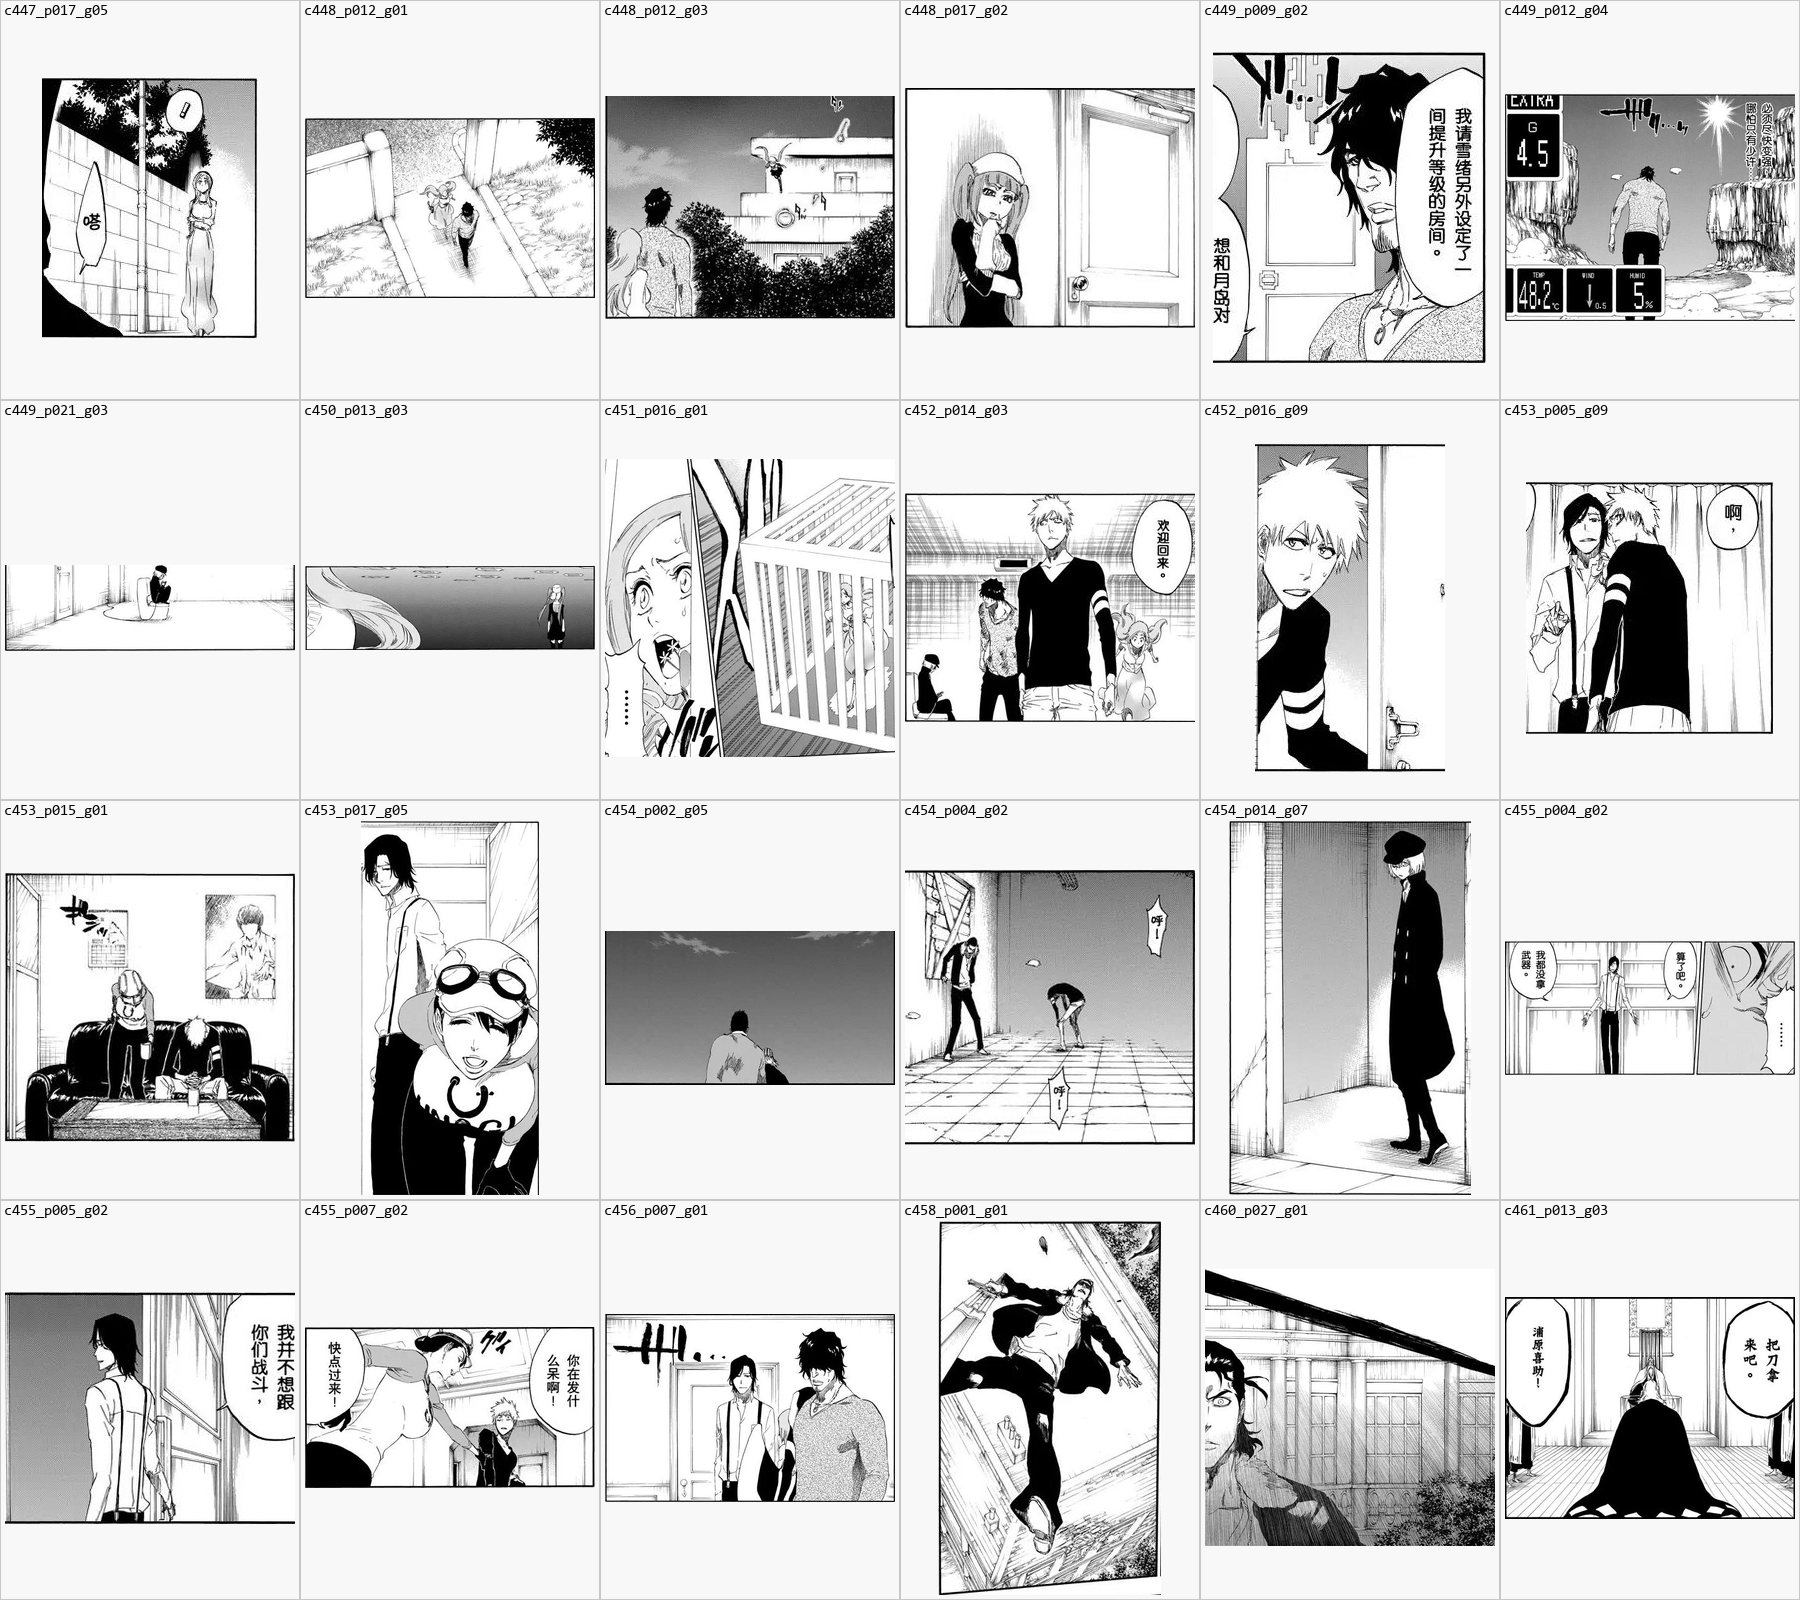 c447_p017_g05
!
嗒
c448_p012_g01
c448_p012_g03
c448_p017_g02
c449_p009_g02
我请雪绪另外设定了一
间提升等级的房间。
想和月岛对
c449_p012_g04
EXTRA
G
4.5
必须尽快变强
哪怕只有少许……
TEMP
48.2℃
WIND
0.5
HUMID
5%
c449_p021_g03
c450_p013_g03
c451_p016_g01
……
c452_p014_g03
欢迎回来。
c452_p016_g09
c453_p005_g09
啊，
c453_p015_g01
c453_p017_g05
c454_p002_g05
c454_p004_g02
呼！
呼！
c454_p014_g07
c455_p004_g02
算了吧。
我都没拿
武器。
……
c455_p005_g02
我并不想跟
你们战斗，
c455_p007_g02
你在发什
么呆啊！
快点过来！
c456_p007_g01
c458_p001_g01
c460_p027_g01
c461_p013_g03
把刀拿
来吧。
浦原喜助！